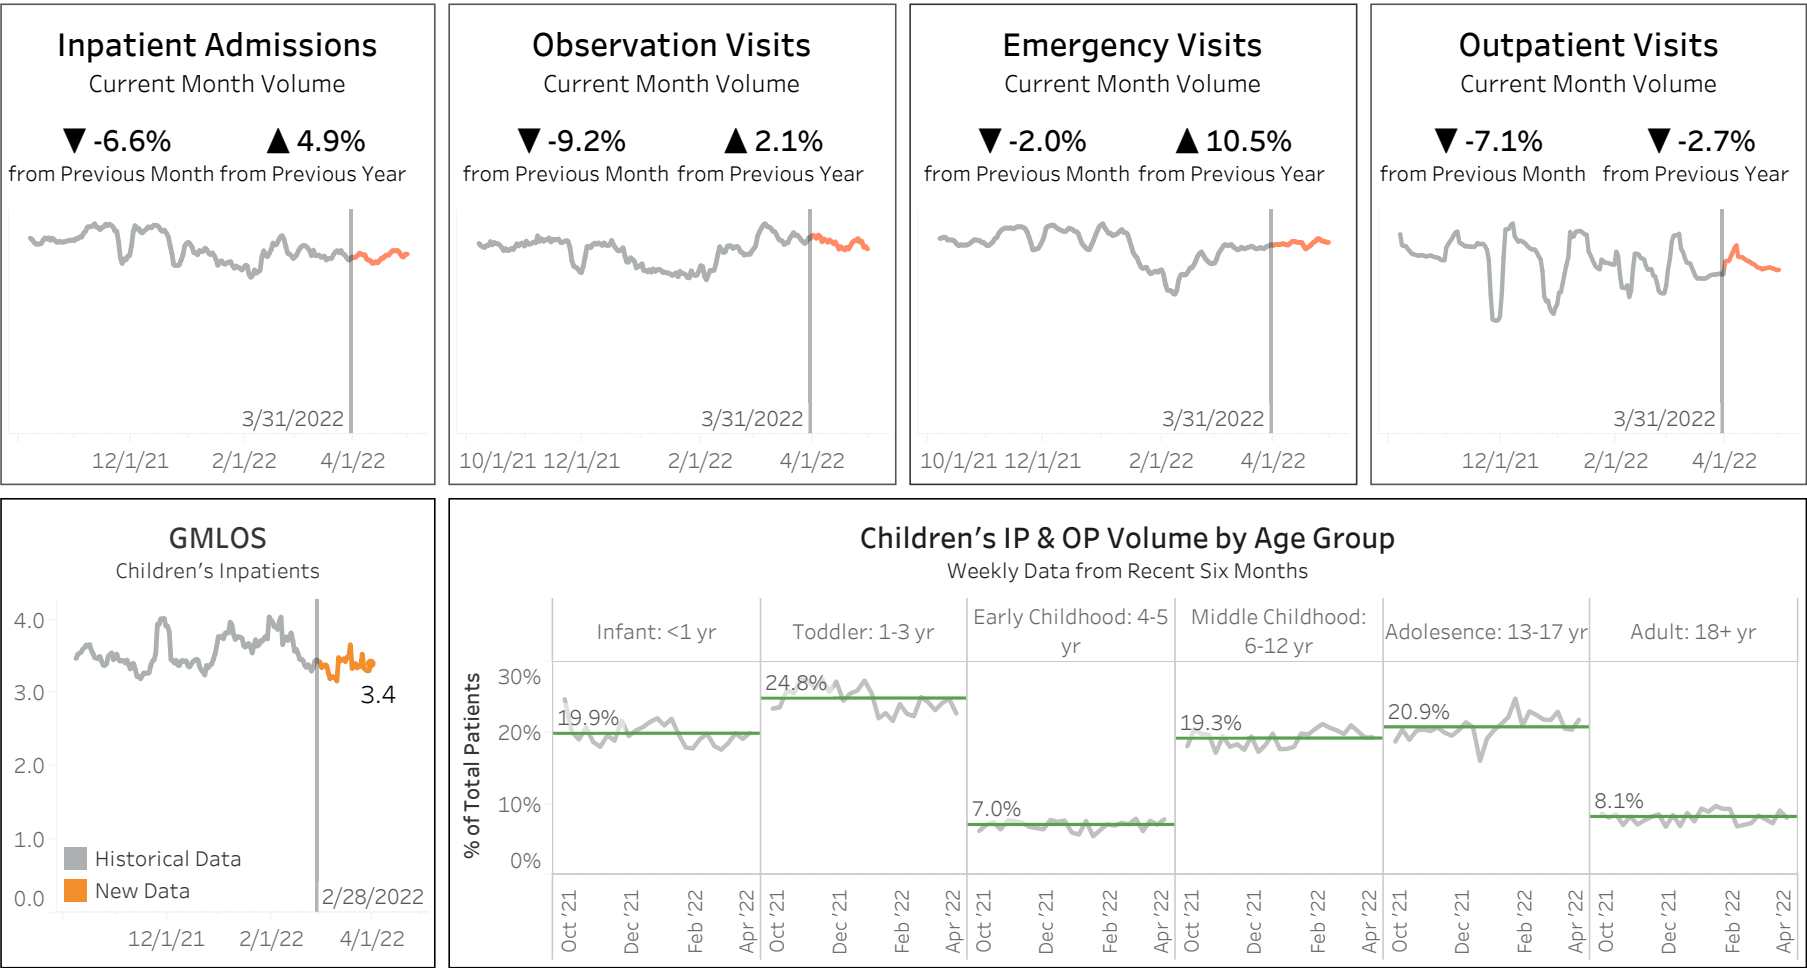 Inpatient Admissions
Current Month Volume
▼ -6.6% ▲ 4.9%
from Previous Month from Previous Year
3/31/2022
12/1/21 2/1/22 4/1/22
Observation Visits
Current Month Volume
▼ -9.2% ▲ 2.1%
from Previous Month from Previous Year
3/31/2022
10/1/21 12/1/21 2/1/22 4/1/22
Emergency Visits
Current Month Volume
▼ -2.0% ▲ 10.5%
from Previous Month from Previous Year
3/31/2022
10/1/21 12/1/21 2/1/22 4/1/22
Outpatient Visits
Current Month Volume
▼ -7.1% ▼ -2.7%
from Previous Month from Previous Year
3/31/2022
12/1/21 2/1/22 4/1/22
GMLOS
Children's Inpatients
4.0
3.0
2.0
1.0
0.0
3.4
Historical Data
New Data
2/28/2022
12/1/21 2/1/22 4/1/22
Children's IP & OP Volume by Age Group
Weekly Data from Recent Six Months
Infant: <1 yr
Toddler: 1-3 yr
Early Childhood: 4-5
yr
Middle Childhood:
6-12 yr
Adolesence: 13-17 yr
Adult: 18+ yr
% of Total Patients
30%
20%
10%
0%
19.9%
24.8%
7.0%
19.3%
20.9%
8.1%
Oct '21 Dec '21 Feb '22 Apr '22
Oct '21 Dec '21 Feb '22 Apr '22
Oct '21 Dec '21 Feb '22 Apr '22
Oct '21 Dec '21 Feb '22 Apr '22
Oct '21 Dec '21 Feb '22 Apr '22
Oct '21 Dec '21 Feb '22 Apr '22